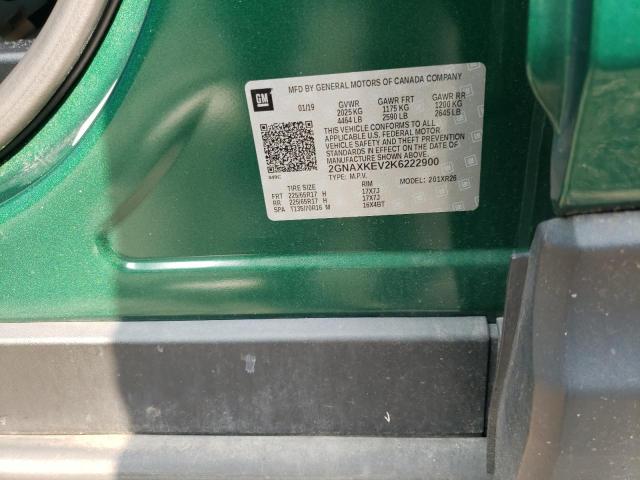 GM
MFD BY GENERAL MOTORS OF CANADA COMPANY
01/19 GVWR GAWR FRT GAWR RR
2025 KG 1175 KG 1200 KG
4464 LB 2590 LB 2645 LB
THIS VEHICLE CONFORMS TO ALL
APPLICABLE U.S. FEDERAL MOTOR
VEHICLE SAFETY AND THEFT PREVENTION
STANDARDS IN EFFECT ON THE DATE OF
MANUFACTURE SHOWN ABOVE.
2GNAXKEV2K6222900
TYPE: M.P.V. MODEL: 201XR26
TIRE SIZE RIM
FRT 225/65R17 H 17X7J
RR 225/65R17 H 17X7J
SPA T135/70R16 M 16X4BT